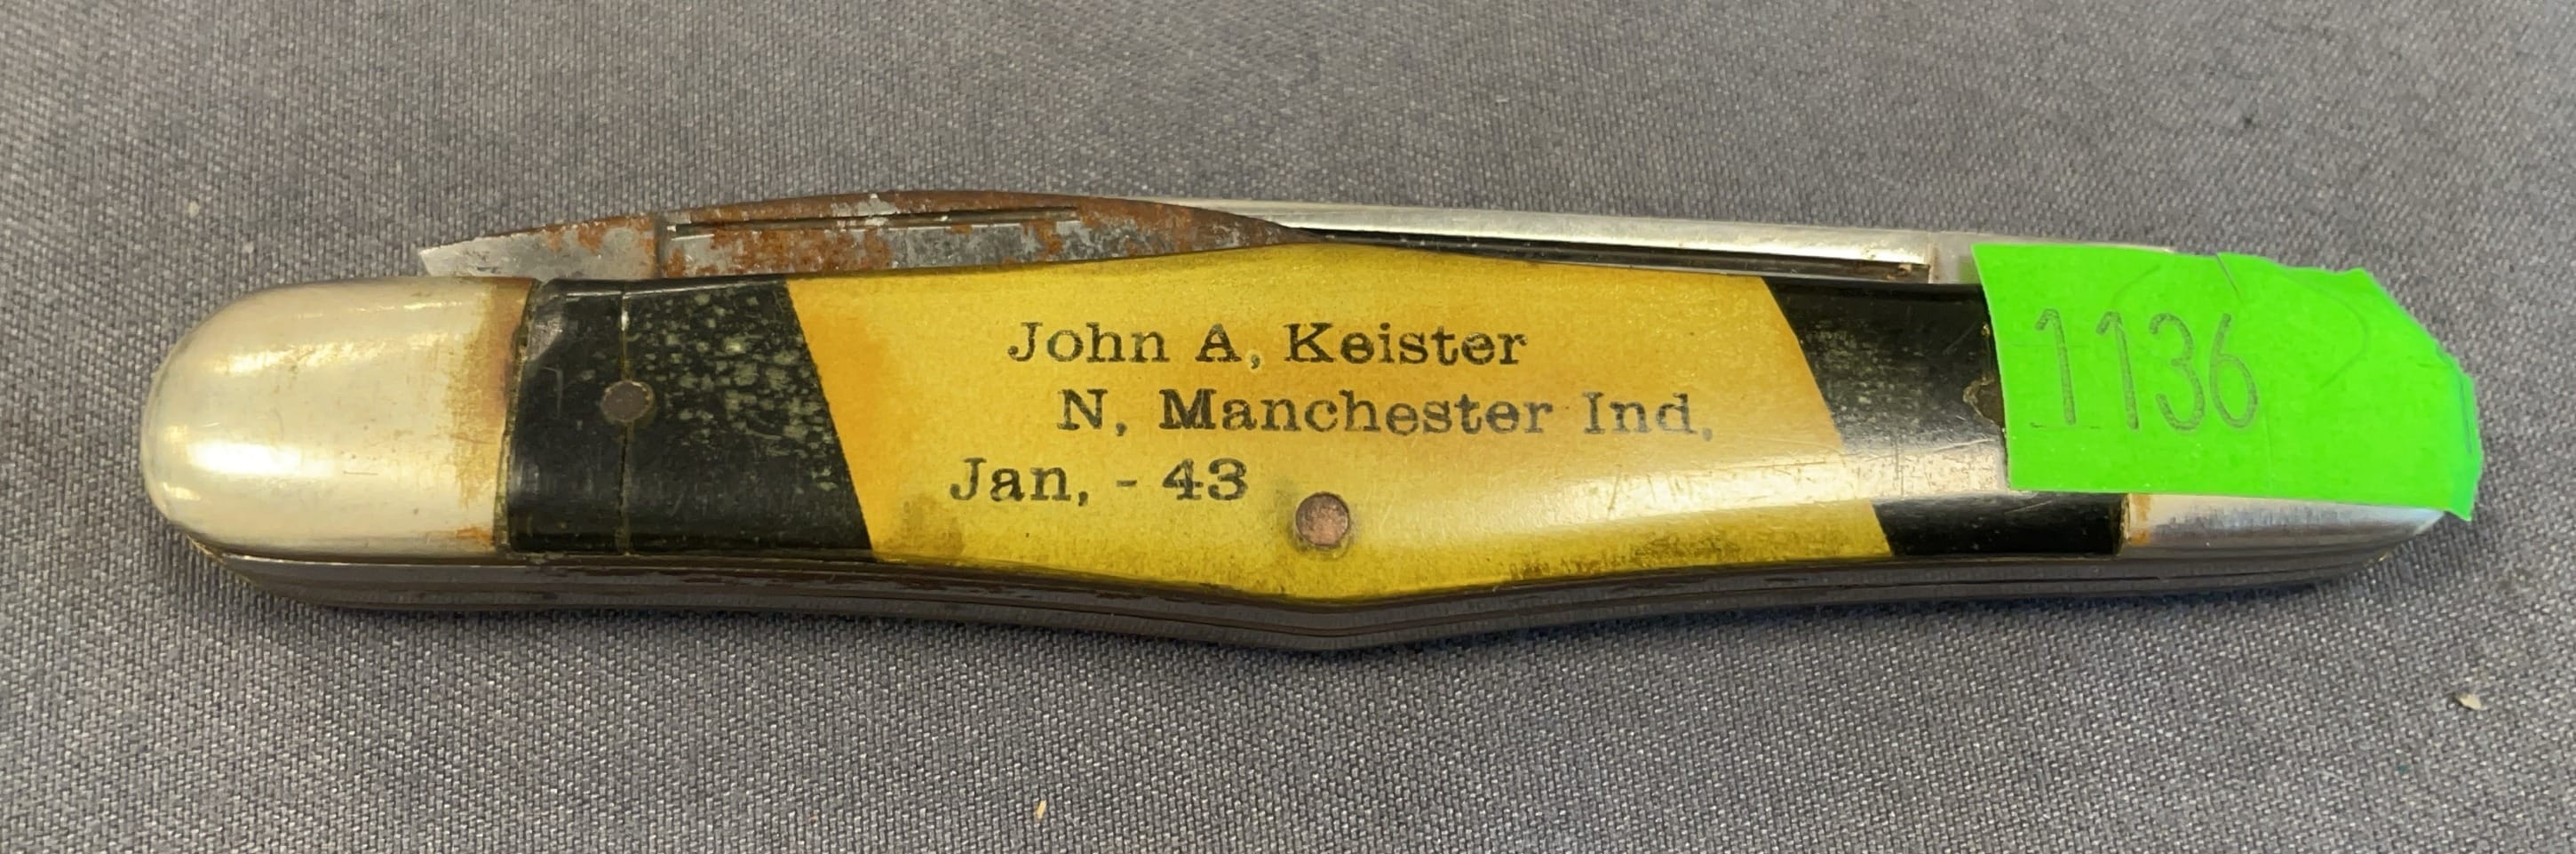 John A, Keister
N, Manchester Ind,
Jan, - 43
1136